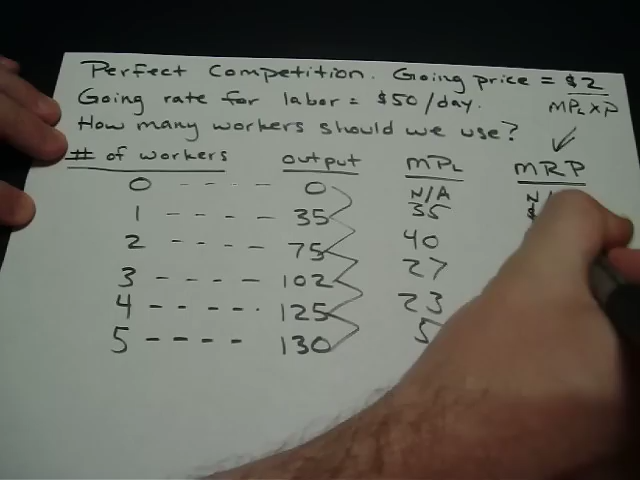 Perfect Competition. Going price = $2
Going rate for labor = $50/day. MPL x P
How many workers should we use?
# of workers output MPL MRP
0 - - - - 0 N/A
1 - - - - 35 35
2 - - - - 75 40
3 - - - - 102 27
4 - - - - 125 23
5 - - - - 130 5